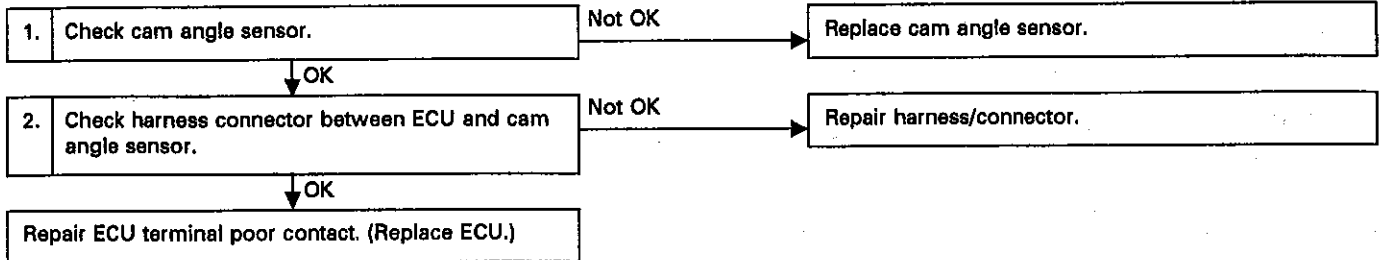 1. Check cam angle sensor.
Not OK
Replace cam angle sensor.
OK
2. Check harness connector between ECU and cam
angle sensor.
Not OK
Repair harness/connector.
OK
Repair ECU terminal poor contact. (Replace ECU.)